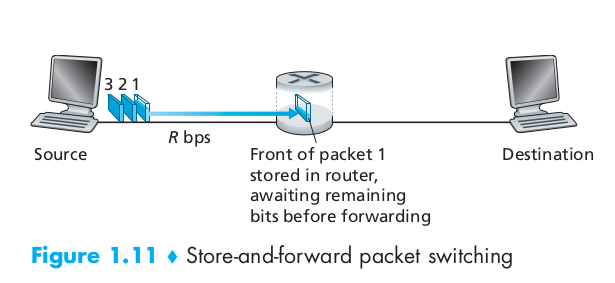 3 2 1
R bps
Source
Front of packet 1
stored in router,
awaiting remaining
bits before forwarding
Destination
Figure 1.11 ♦ Store-and-forward packet switching